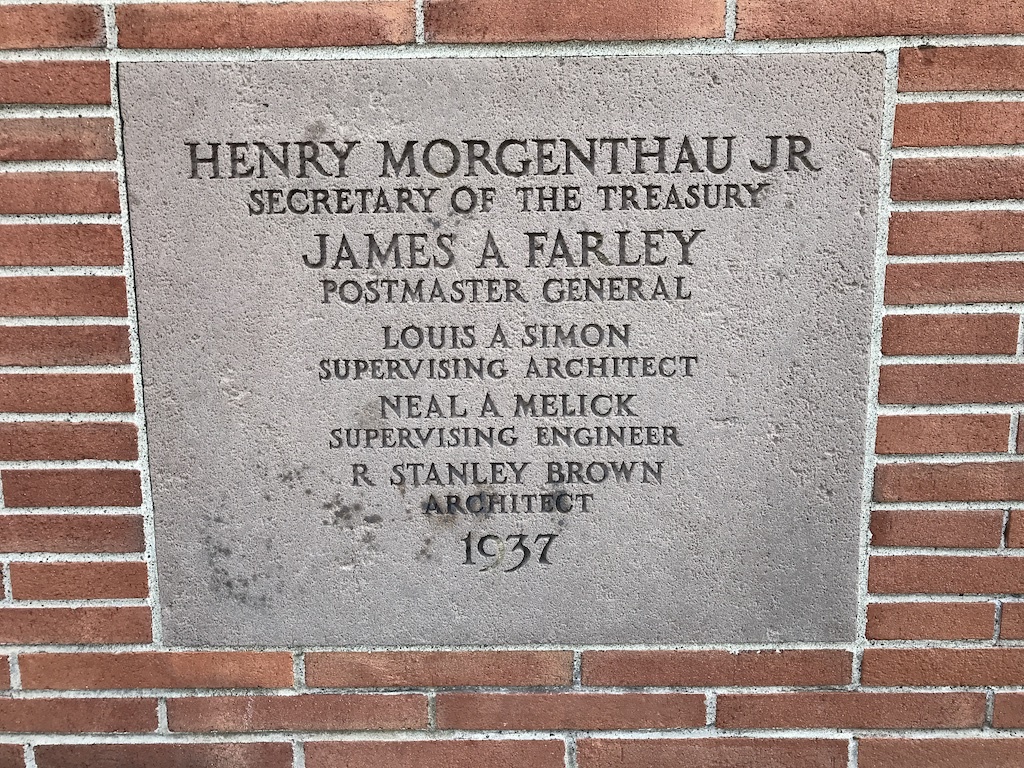 HENRY MORGENTHAU JR
SECRETARY OF THE TREASURY
JAMES A FARLEY
POSTMASTER GENERAL
LOUIS A SIMON
SUPERVISING ARCHITECT
NEAL A MELICK
SUPERVISING ENGINEER
R STANLEY BROWN
ARCHITECT
1937